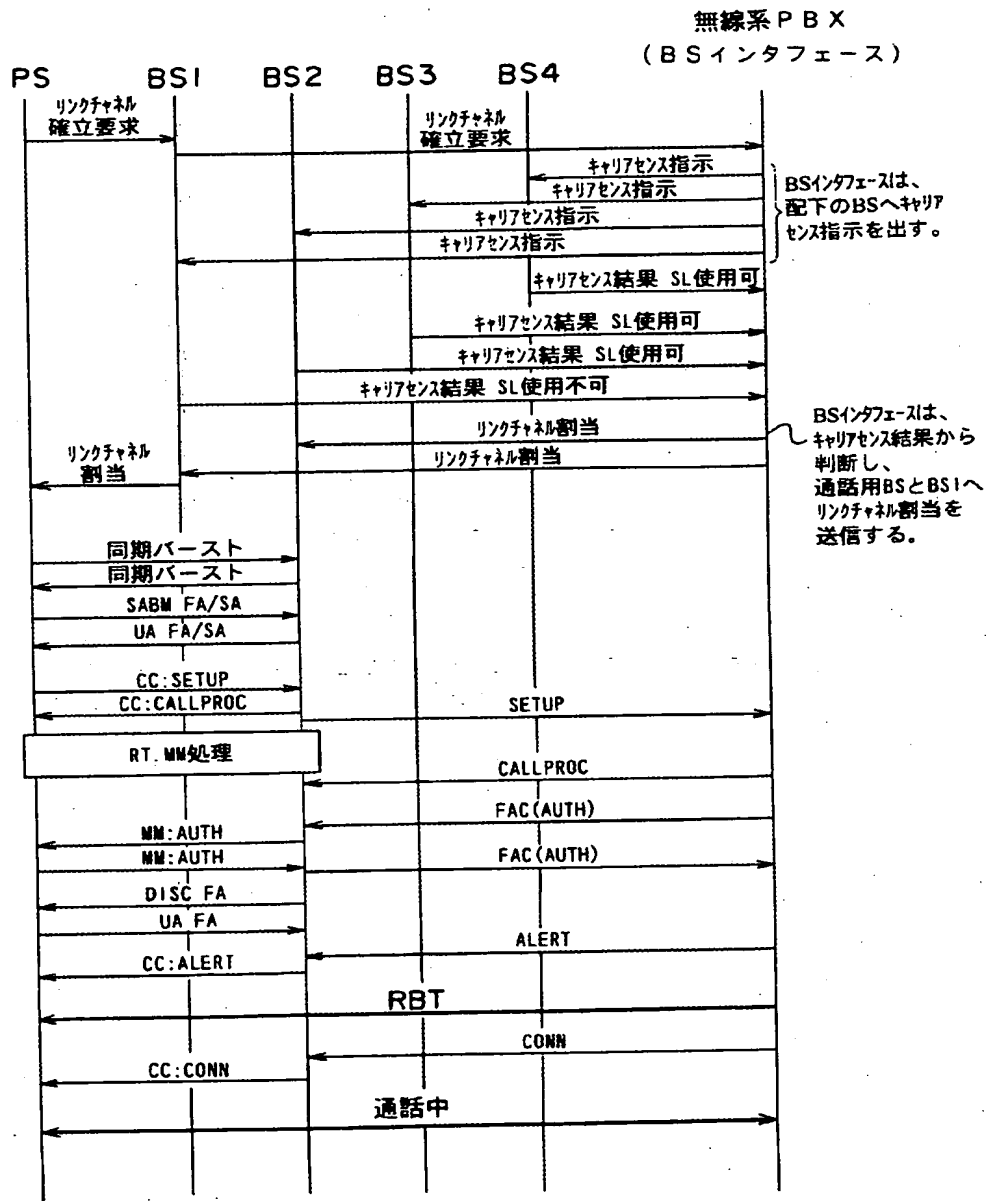 無線系PBX
(BSインタフェース)
PS BS1 BS2 BS3 BS4
リンクチャネル
確立要求
リンクチャネル
確立要求
キャリアセンス指示
キャリアセンス指示
キャリアセンス指示
キャリアセンス指示
BSインタフェースは、
配下のBSへキャリア
センス指示を出す。
キャリアセンス結果 SL使用可
キャリアセンス結果 SL使用可
キャリアセンス結果 SL使用可
キャリアセンス結果 SL使用不可
リンクチャネル割当
リンクチャネル割当
リンクチャネル
割当
BSインタフェースは、
キャリアセンス結果から
判断し、
通話用BSとBS1へ
リンクチャネル割当を
送信する。
同期バースト
同期バースト
SABM FA/SA
UA FA/SA
CC:SETUP
CC:CALLPROC
SETUP
RT.MM処理
CALLPROC
FAC(AUTH)
MM:AUTH
MM:AUTH
FAC(AUTH)
DISC FA
UA FA
ALERT
CC:ALERT
RBT
CONN
CC:CONN
通話中